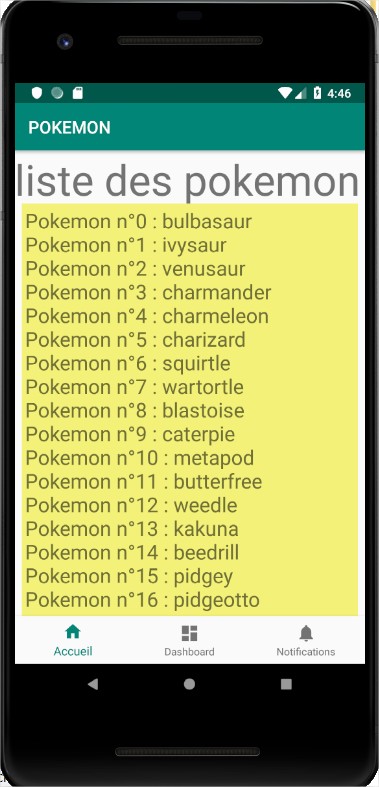 4:46
POKEMON
liste des pokemon
Pokemon n°0 : bulbasaur
Pokemon n°1 : ivysaur
Pokemon n°2 : venusaur
Pokemon n°3 : charmander
Pokemon n°4 : charmeleon
Pokemon n°5 : charizard
Pokemon n°6 : squirtle
Pokemon n°7 : wartortle
Pokemon n°8 : blastoise
Pokemon n°9 : caterpie
Pokemon n°10 : metapod
Pokemon n°11 : butterfree
Pokemon n°12 : weedle
Pokemon n°13 : kakuna
Pokemon n°14 : beedrill
Pokemon n°15 : pidgey
Pokemon n°16 : pidgeotto
Accueil Dashboard Notifications